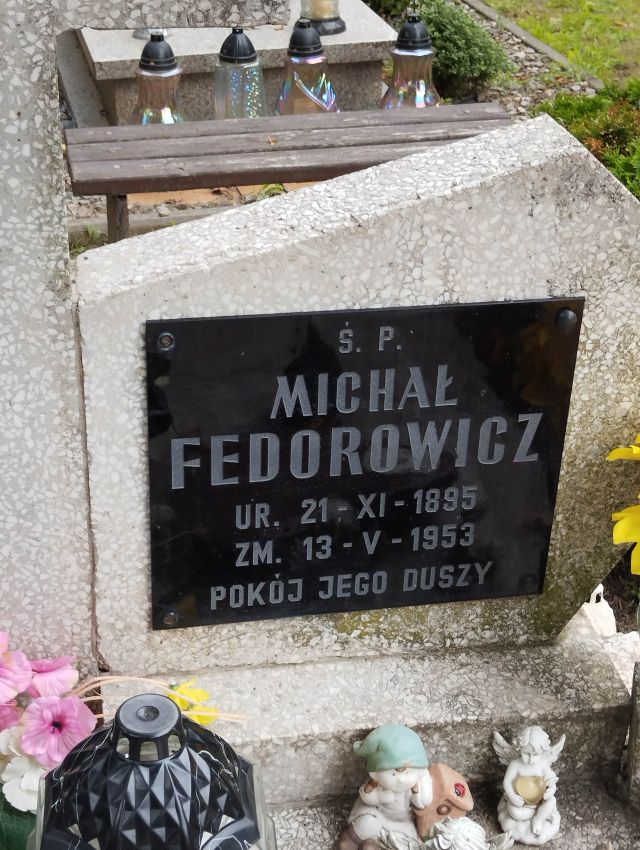 Ś. P.
MICHAŁ
FEDOROWICZ
UR. 21-XI-1895
ZM. 13-V-1953
POKÓJ JEGO DUSZY